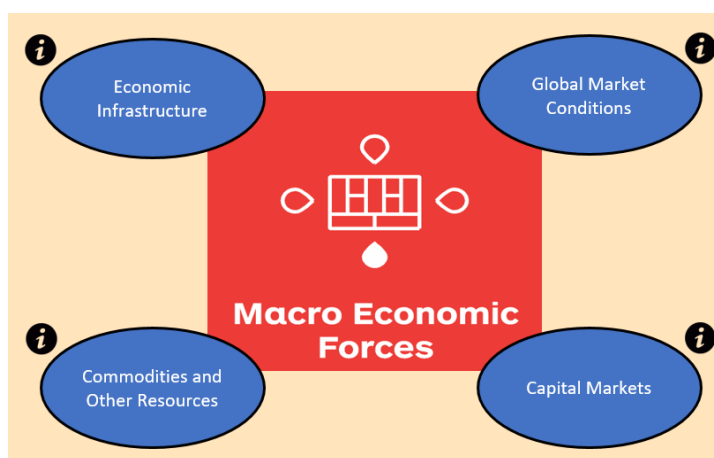 i
Economic
Infrastructure
i
Global Market
Conditions
Macro Economic
Forces
i
Commodities and
Other Resources
i
Capital Markets